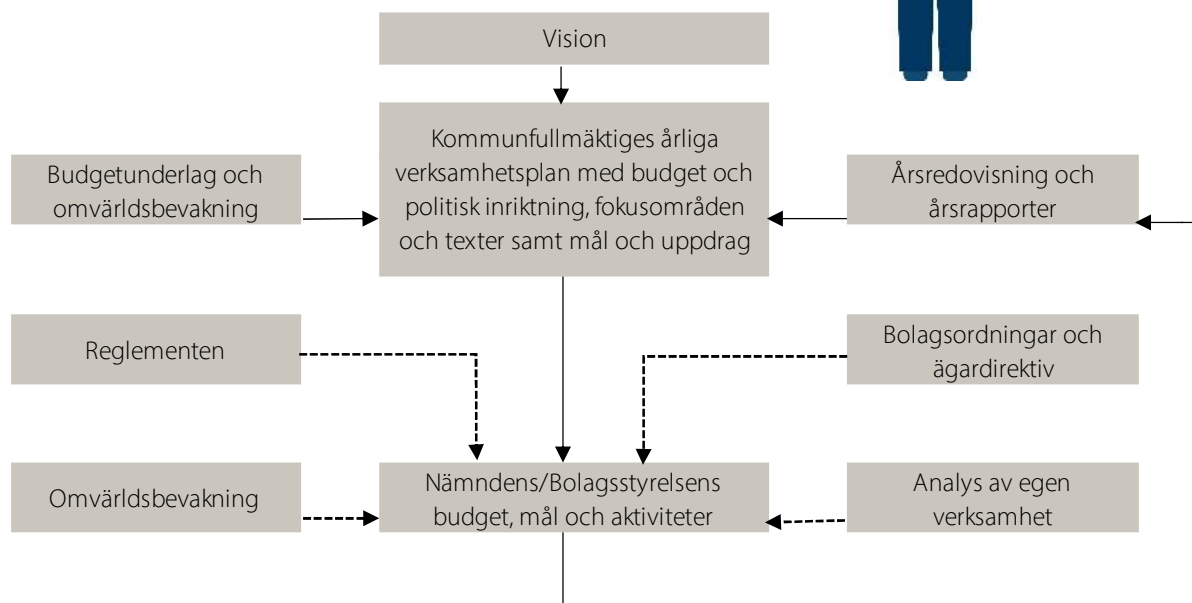 Vision
Kommunfullmäktiges årliga
verksamhetsplan med budget och
politisk inriktning, fokusområden
och texter samt mål och uppdrag
Budgetunderlag och
omvärldsbevakning
Årsredovisning och
årsrapporter
Reglementen
Bolagsordningar och
ägardirektiv
Omvärldsbevakning
Nämndens/Bolagsstyrelsens
budget, mål och aktiviteter
Analys av egen
verksamhet